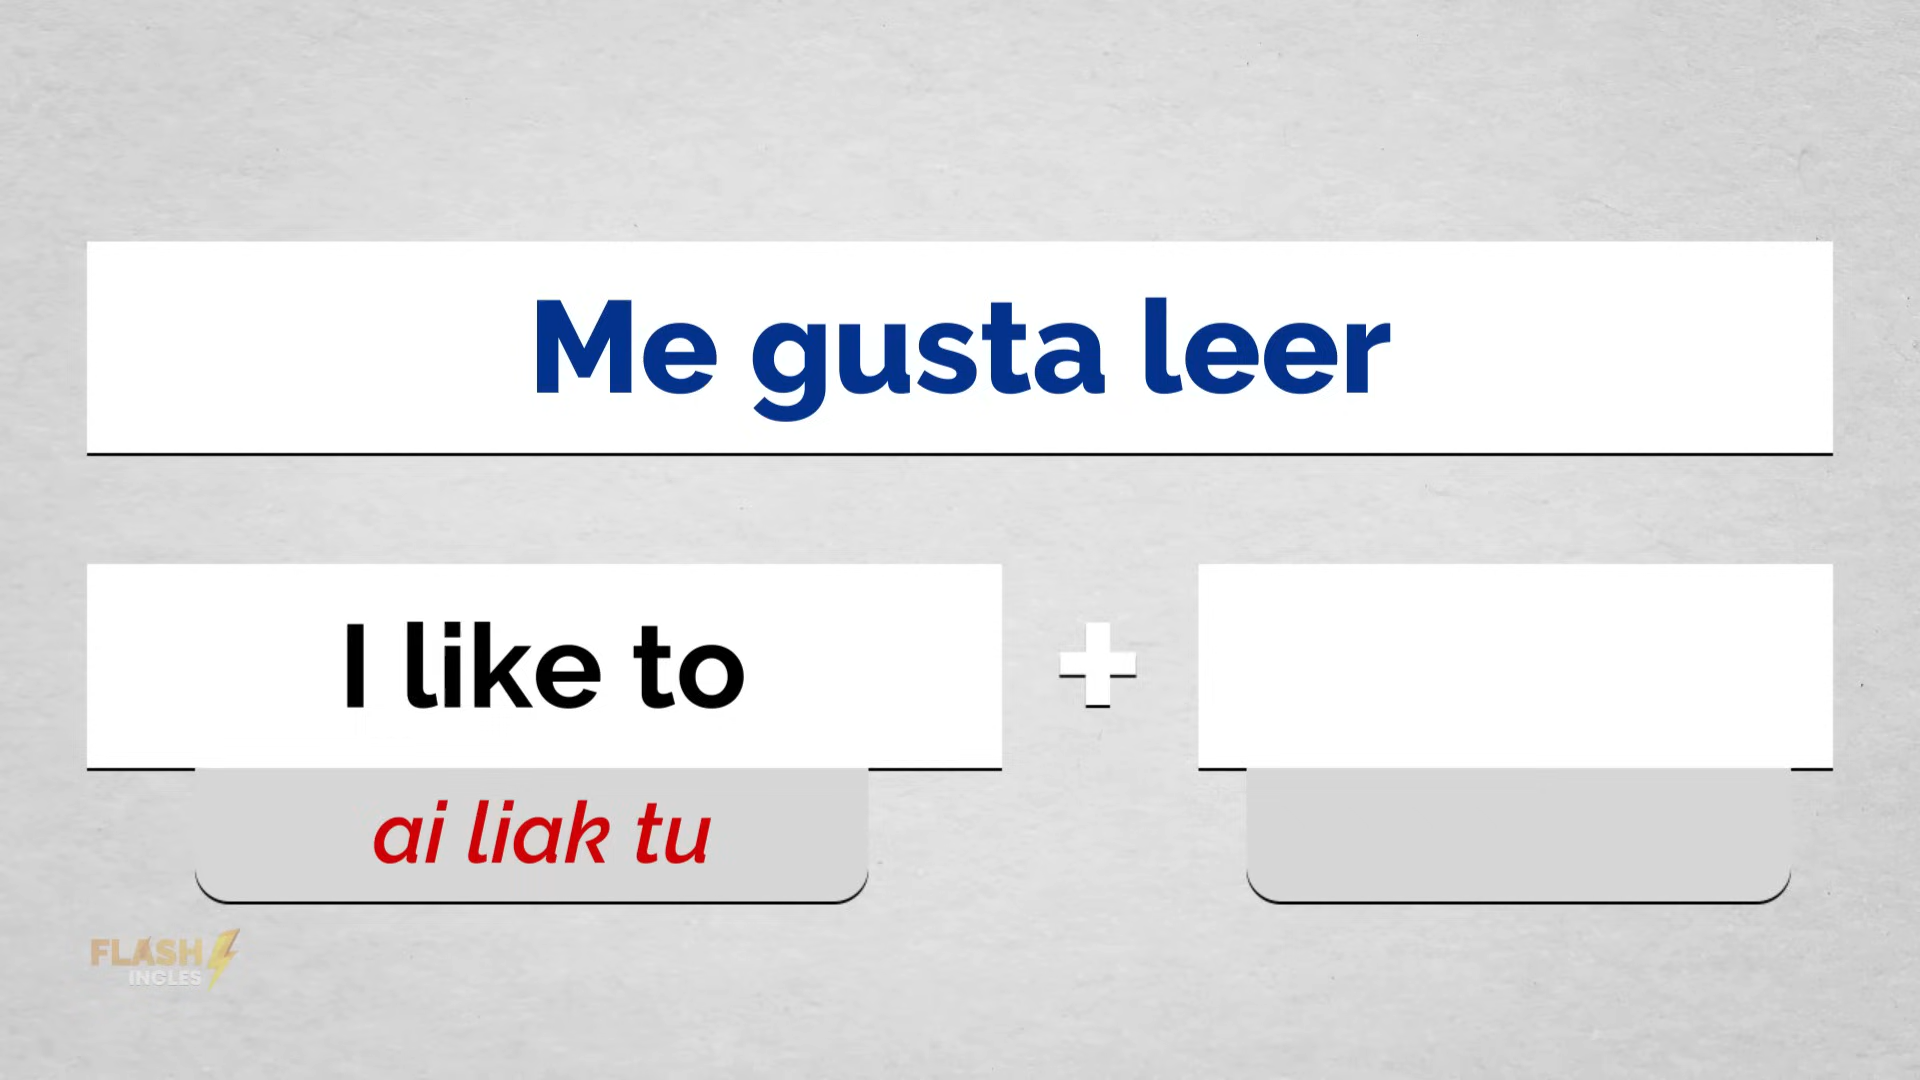 Me gusta leer
I like to
+
ai liak tu
FLASH
INGLES